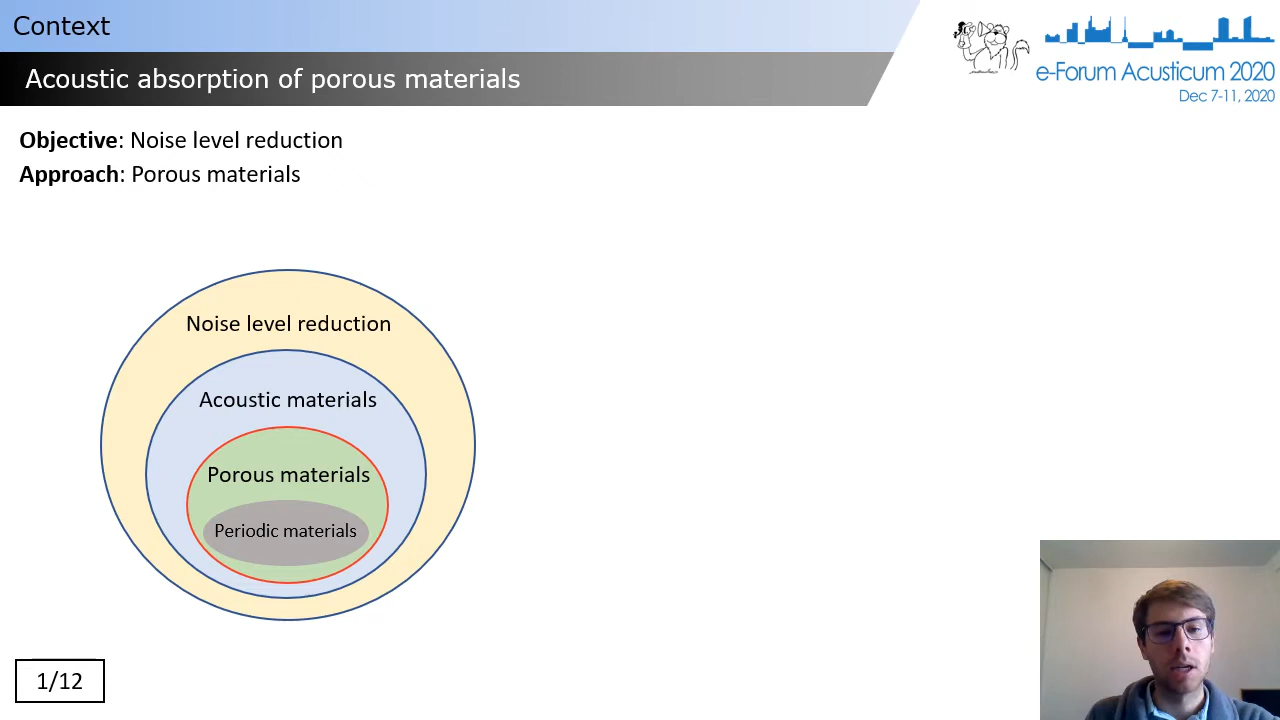 Context
Acoustic absorption of porous materials
e-Forum Acusticum 2020
Dec 7-11, 2020
Objective: Noise level reduction
Approach: Porous materials
Noise level reduction
Acoustic materials
Porous materials
Periodic materials
1/12